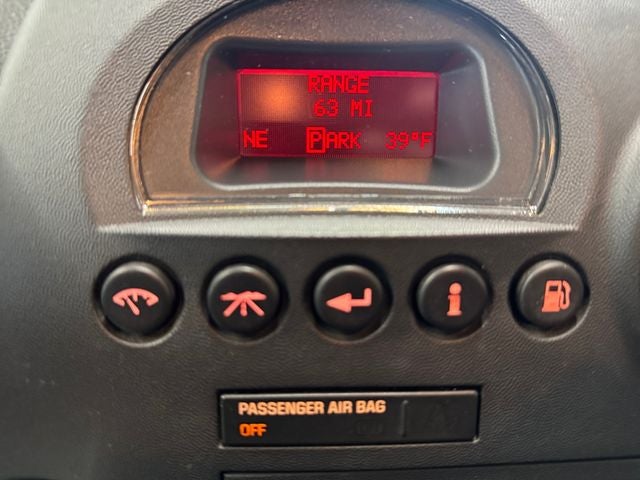 RANGE
63 MI
NE PARK 39°F
i
PASSENGER AIR BAG
OFF